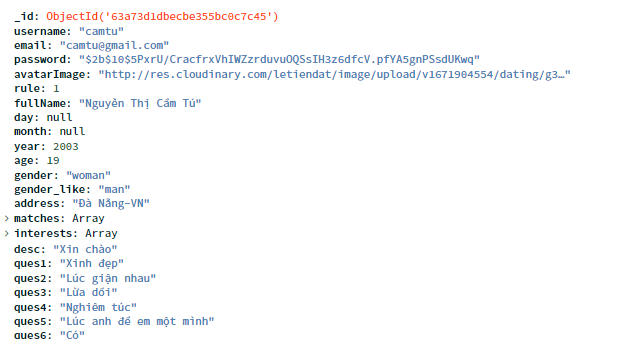 _id: ObjectId('63a73d1dbecbe355bc0c7c45')
username: "camtu"
email: "camtu@gmail.com"
password: "$2b$10$5PxrU/CracfrxVhIWZzrduvuOQSsIH3z6dfcV.pfYA5gnPSsdUKwq"
avatarImage: "http://res.cloudinary.com/letiendat/image/upload/v1671904554/dating/g3…"
rule: 1
fullName: "Nguyễn Thị Cẩm Tú"
day: null
month: null
year: 2003
age: 19
gender: "woman"
gender_like: "man"
address: "Đà Nẵng-VN"
> matches: Array
> interests: Array
desc: "Xin chào"
ques1: "Xinh đẹp"
ques2: "Lúc giận nhau"
ques3: "Lừa dối"
ques4: "Nghiêm túc"
ques5: "Lúc anh để em một mình"
ques6: "Có"